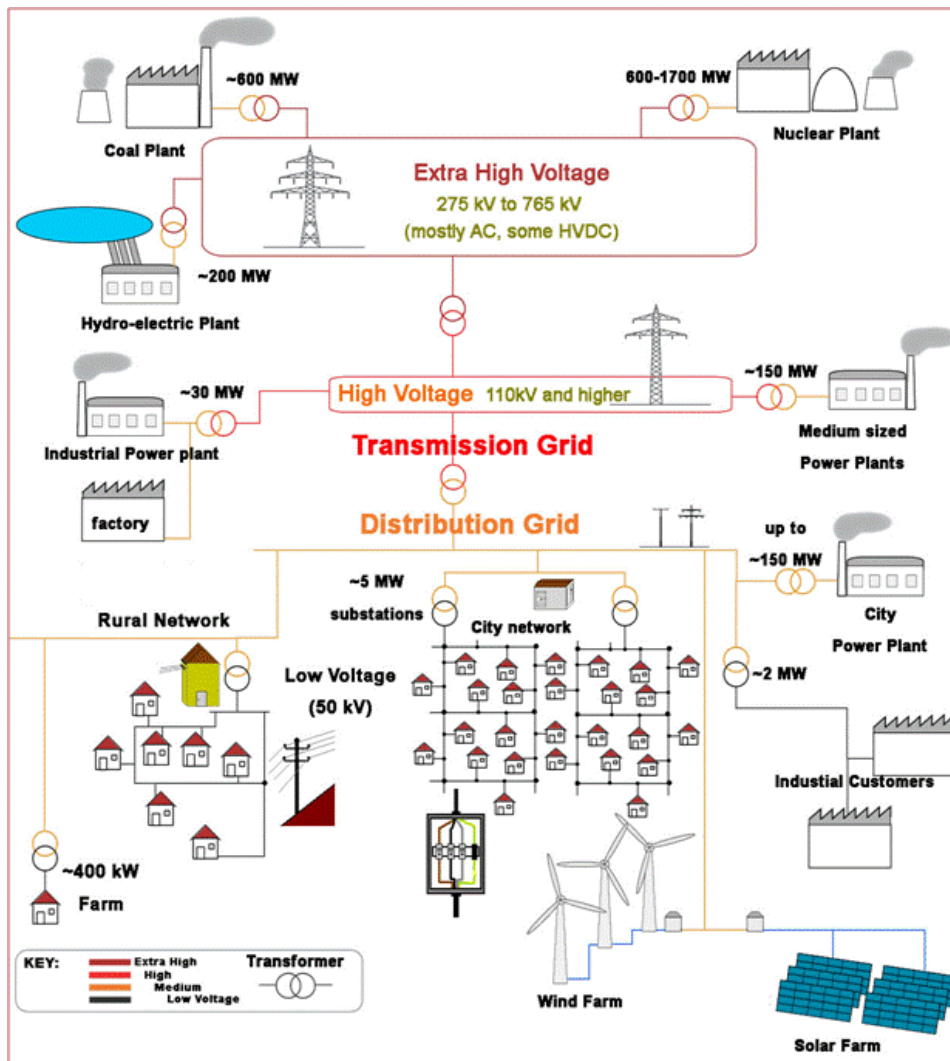 ~600 MW
600-1700 MW
Coal Plant
Nuclear Plant
Extra High Voltage
275 kV to 765 kV
(mostly AC, some HVDC)
~200 MW
Hydro-electric Plant
~30 MW
High Voltage 110kV and higher
~150 MW
Industrial Power plant
Transmission Grid
Medium sized
Power Plants
factory
Distribution Grid
up to
~150 MW
~5 MW
substations
City network
City
Power Plant
Rural Network
Low Voltage
(50 kV)
~2 MW
Industial Customers
~400 kW
Farm
KEY:
Extra High
High
Medium
Low Voltage
Transformer
Wind Farm
Solar Farm